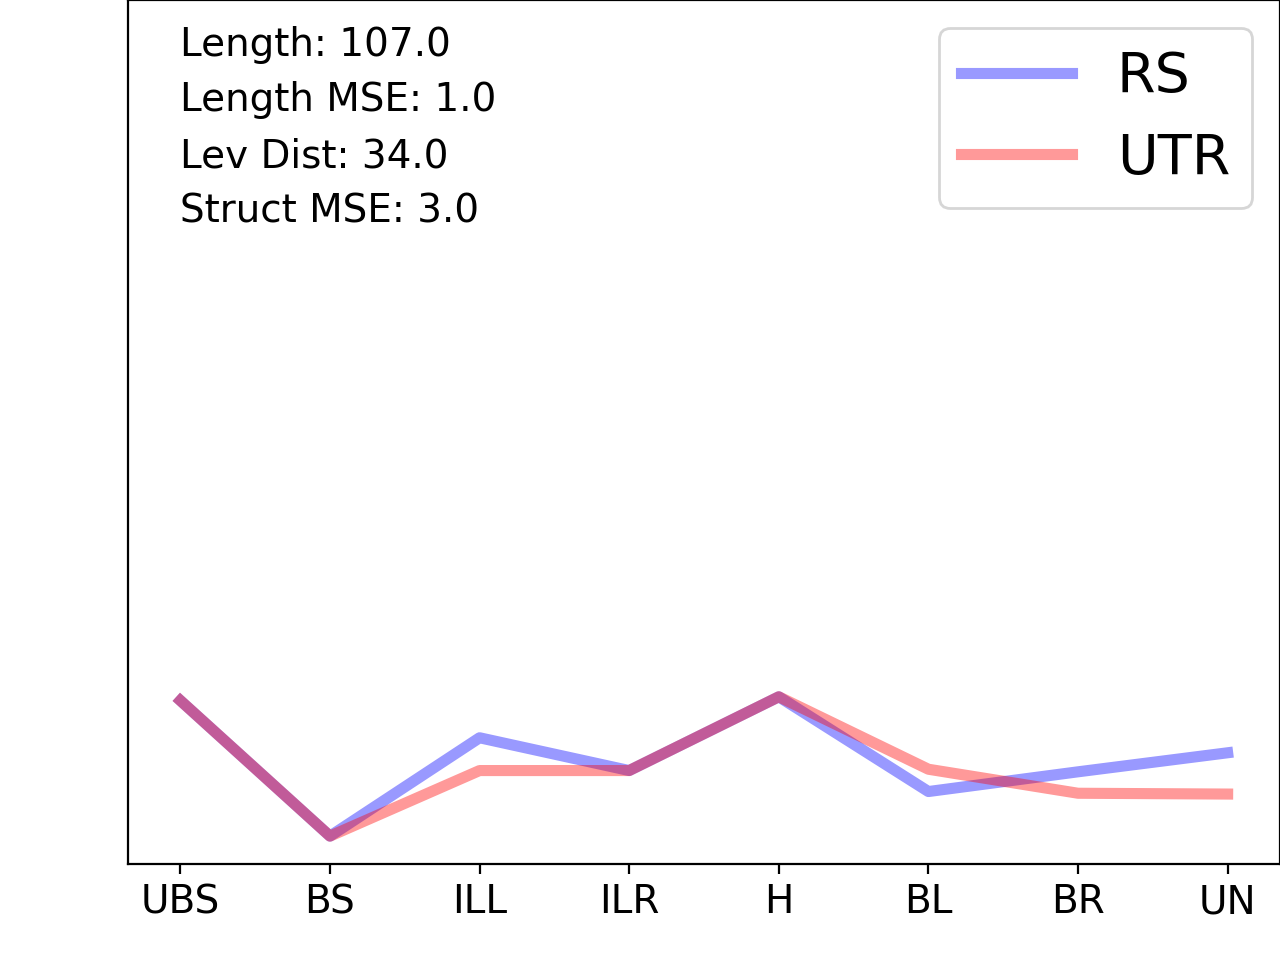 Length: 107.0
Length MSE: 1.0
Lev Dist: 34.0
Struct MSE: 3.0
RS
UTR
UBS BS ILL ILR H BL BR UN